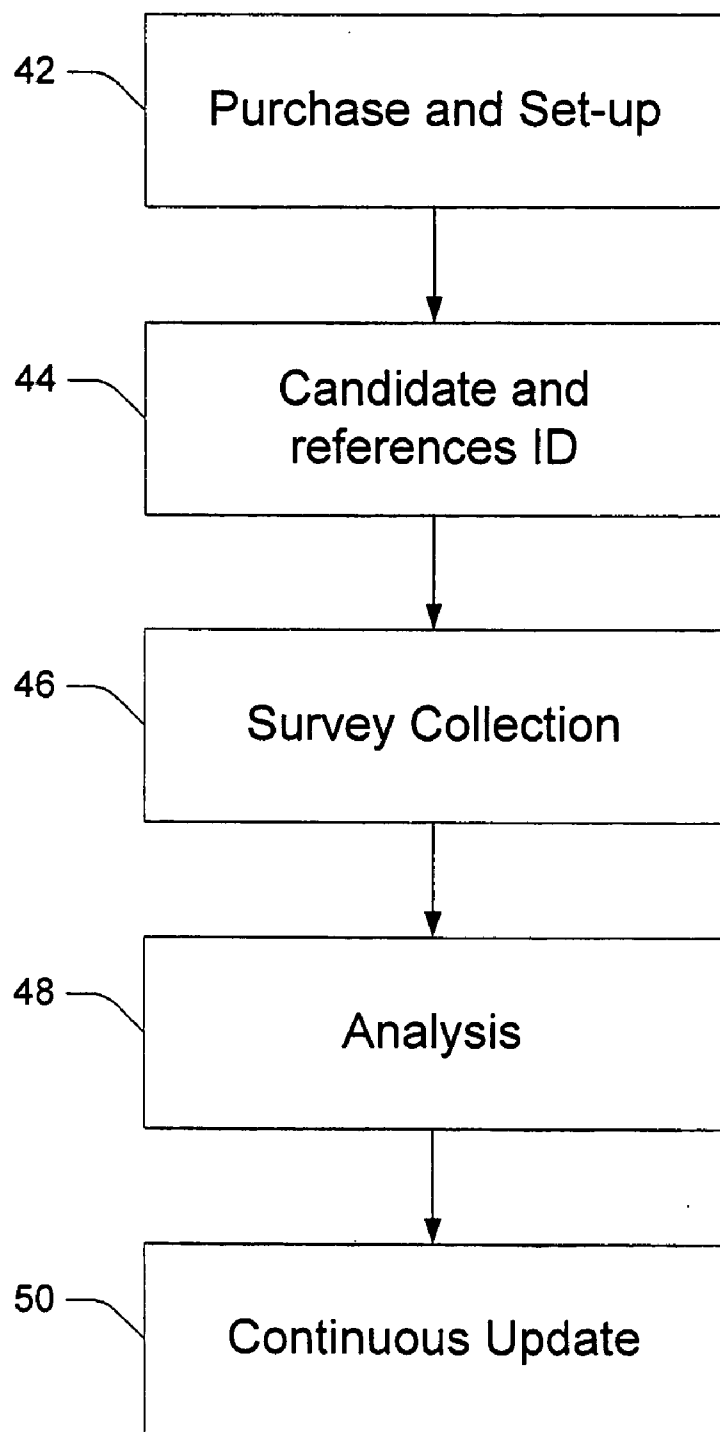 42
Purchase and Set-up
44
Candidate and
references ID
46
Survey Collection
48
Analysis
50
Continuous Update